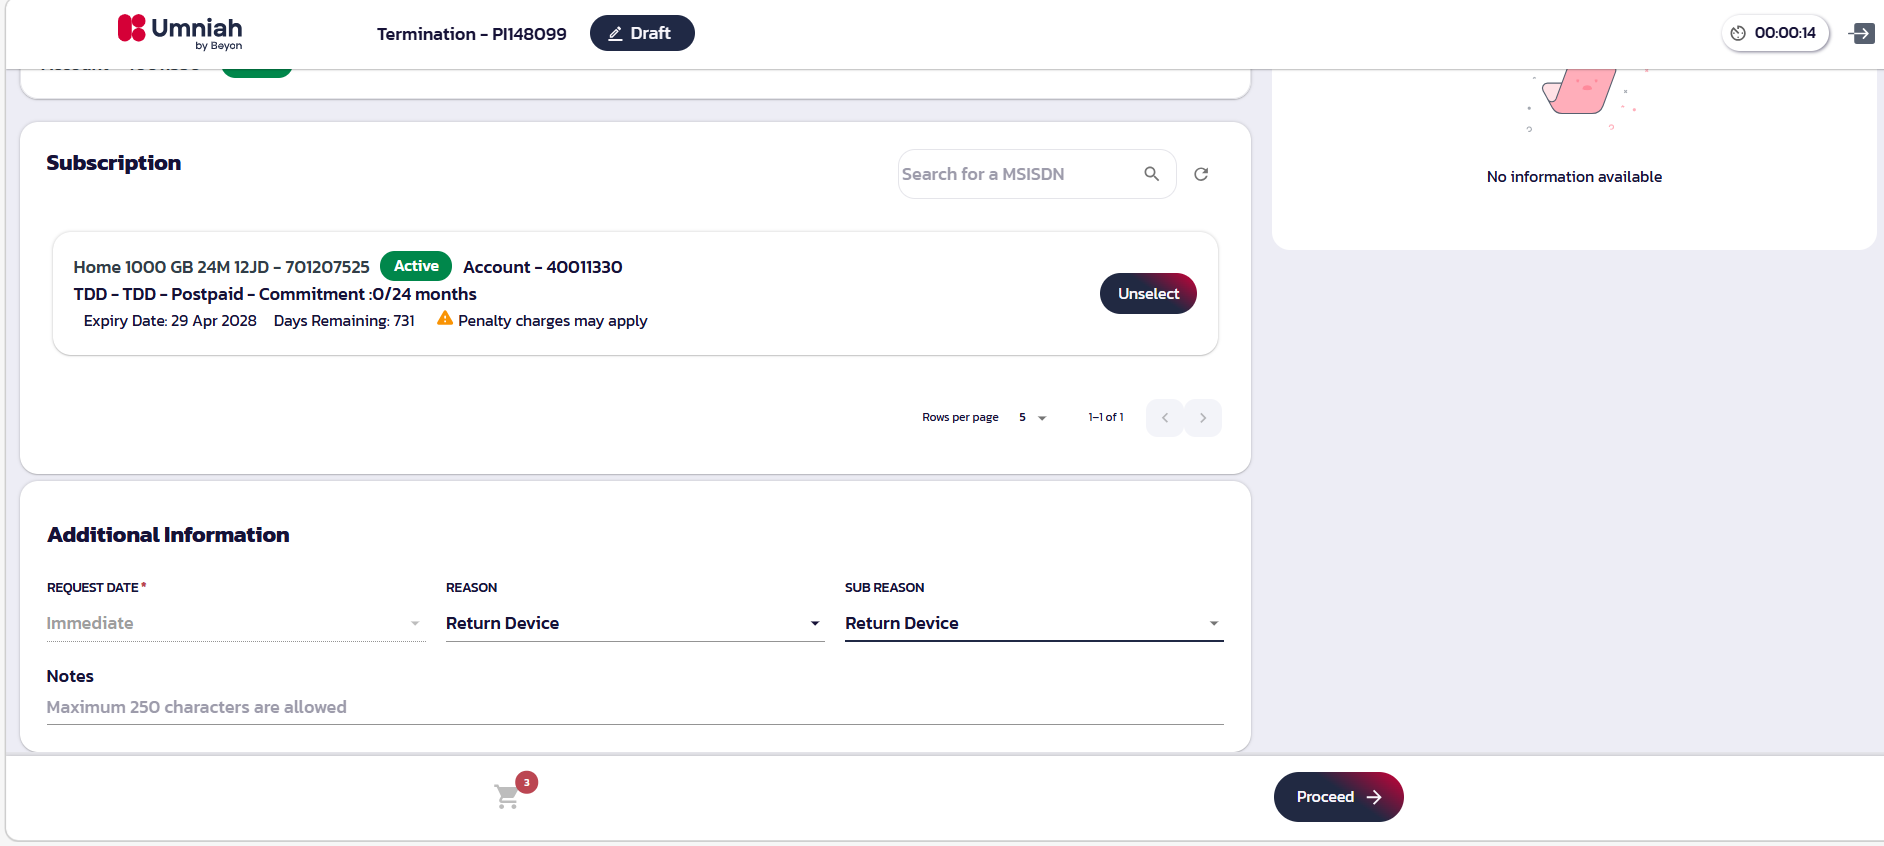 Umniah
by Beyon
Termination - PI148099
Draft
00:00:14
No information available
Subscription
Search for a MSISDN
Home 1000 GB 24M 12JD - 701207525 Active Account - 40011330
TDD - TDD - Postpaid - Commitment :0/24 months
Expiry Date: 29 Apr 2028 Days Remaining: 731 Penalty charges may apply
Unselect
Rows per page 5 1-1 of 1
Additional Information
REQUEST DATE * REASON SUB REASON
Immediate Return Device Return Device
Notes
Maximum 250 characters are allowed
3
Proceed